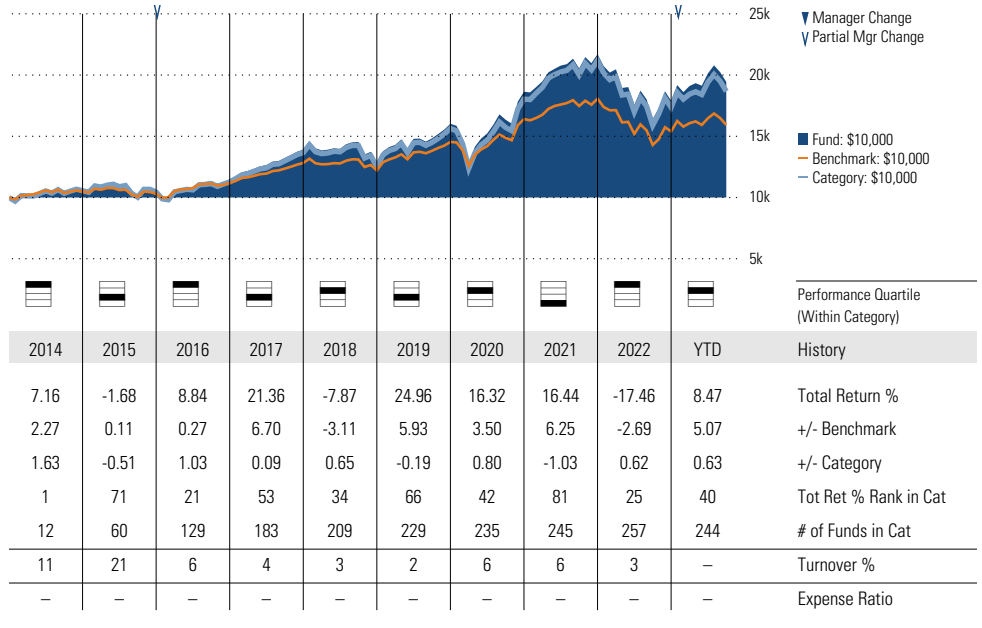 25k
20k
15k
10k
5k
Manager Change
Partial Mgr Change
Fund: $10,000
Benchmark: $10,000
Category: $10,000
Performance Quartile
(Within Category)
2014 2015 2016 2017 2018 2019 2020 2021 2022 YTD History
7.16 -1.68 8.84 21.36 -7.87 24.96 16.32 16.44 -17.46 8.47 Total Return %
2.27 0.11 0.27 6.70 -3.11 5.93 3.50 6.25 -2.69 5.07 +/- Benchmark
1.63 -0.51 1.03 0.09 0.65 -0.19 0.80 -1.03 0.62 0.63 +/- Category
1 71 21 53 34 66 42 81 25 40 Tot Ret % Rank in Cat
12 60 129 183 209 229 235 245 257 244 # of Funds in Cat
11 21 6 4 3 2 6 6 3 – Turnover %
– – – – – – – – – – Expense Ratio